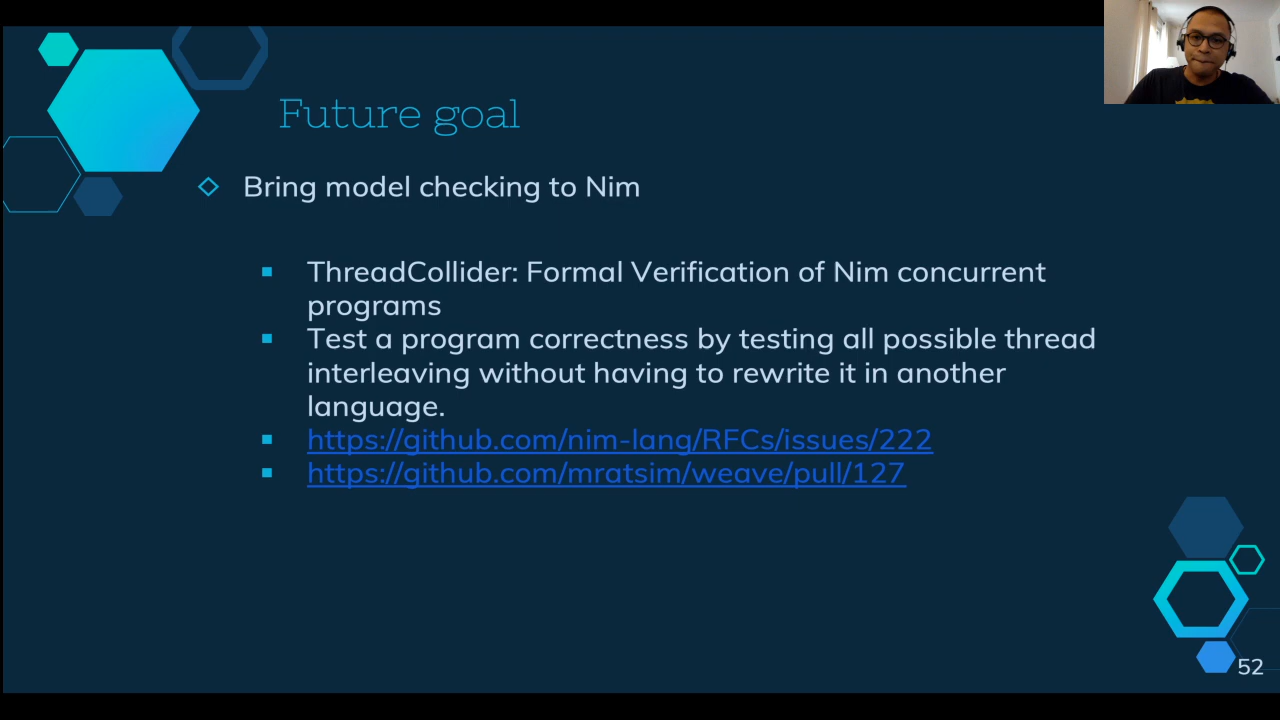 Future goal
Bring model checking to Nim
ThreadCollider: Formal Verification of Nim concurrent
programs
Test a program correctness by testing all possible thread
interleaving without having to rewrite it in another
language.
https://github.com/nim-lang/RFCs/issues/222
https://github.com/mratsim/weave/pull/127
52